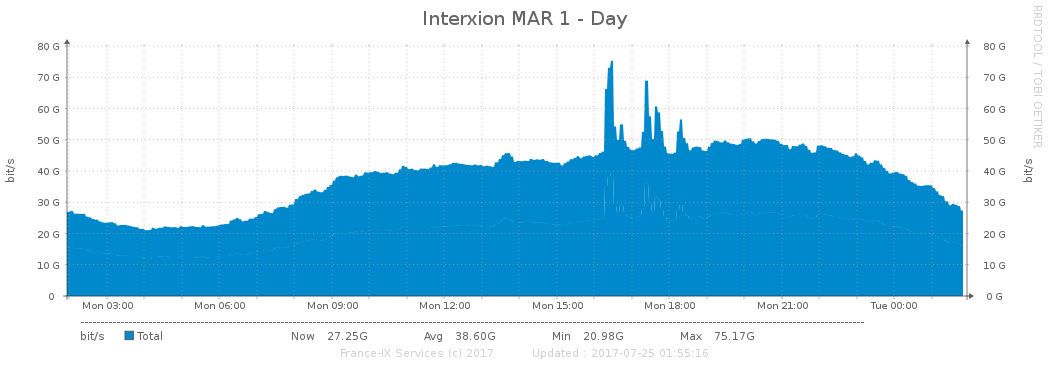 Interxion MAR 1 - Day
RRDTOOL / TOBI OETIKER
80 G 80 G
70 G 70 G
60 G 60 G
50 G 50 G
40 G 40 G
30 G 30 G
20 G 20 G
10 G 10 G
0 0 G
bit/s bit/s
Mon 03:00 Mon 06:00 Mon 09:00 Mon 12:00 Mon 15:00 Mon 18:00 Mon 21:00 Tue 00:00
bit/s Total Now 27.25G Avg 38.60G Min 20.98G Max 75.17G
France-IX Services (c) 2017 Updated : 2017-07-25 01:55:16